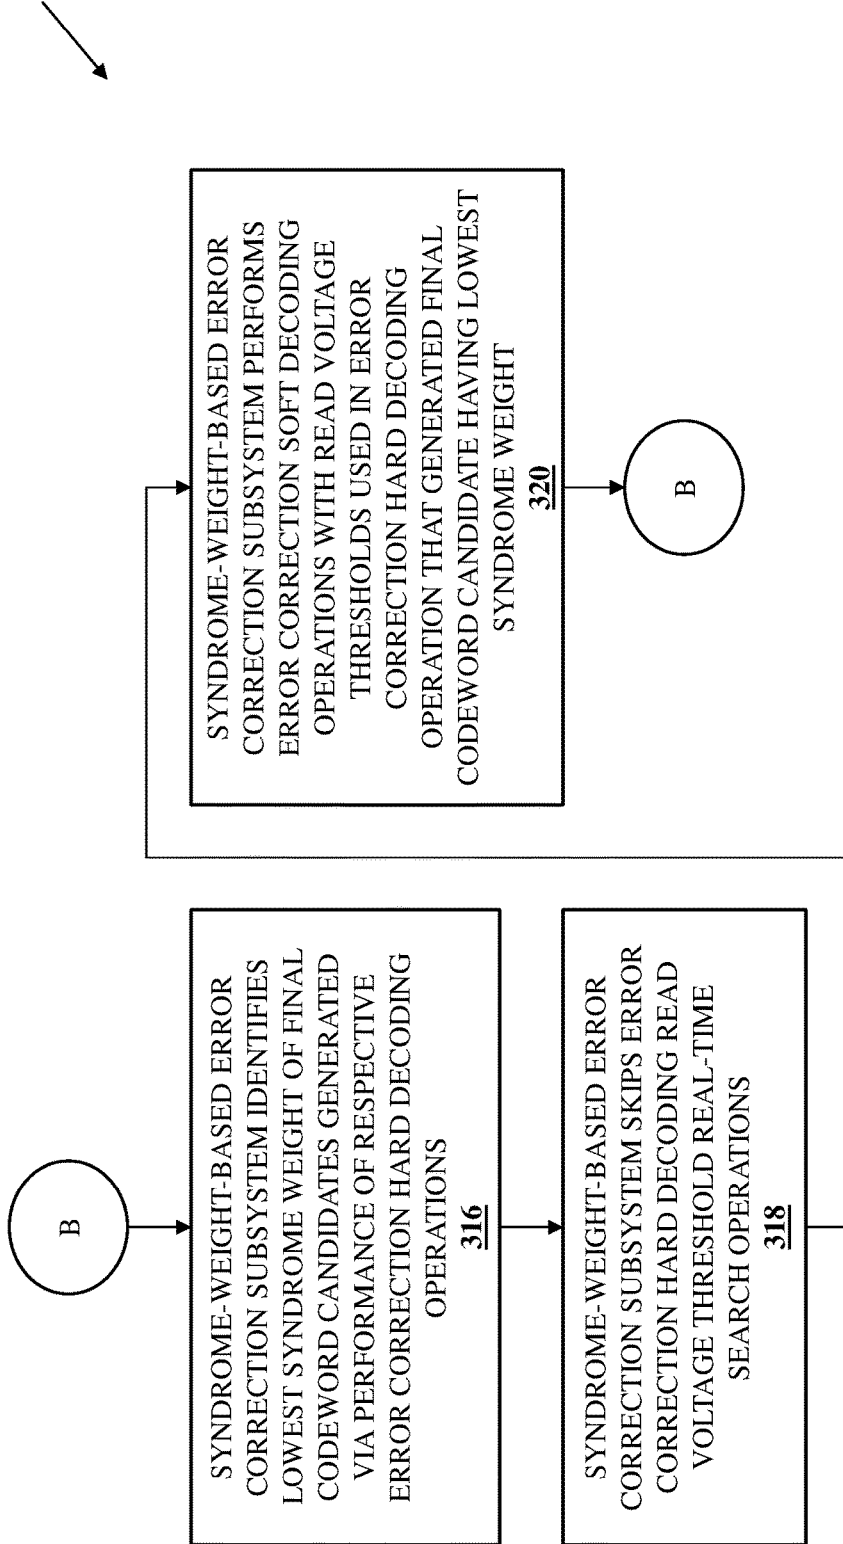 B
SYNDROME-WEIGHT-BASED ERROR
CORRECTION SUBSYSTEM IDENTIFIES
LOWEST SYNDROME WEIGHT OF FINAL
CODEWORD CANDIDATES GENERATED
VIA PERFORMANCE OF RESPECTIVE
ERROR CORRECTION HARD DECODING
OPERATIONS
316
SYNDROME-WEIGHT-BASED ERROR
CORRECTION SUBSYSTEM SKIPS ERROR
CORRECTION HARD DECODING READ
VOLTAGE THRESHOLD REAL-TIME
SEARCH OPERATIONS
318
SYNDROME-WEIGHT-BASED ERROR
CORRECTION SUBSYSTEM PERFORMS
ERROR CORRECTION SOFT DECODING
OPERATIONS WITH READ VOLTAGE
THRESHOLDS USED IN ERROR
CORRECTION HARD DECODING
OPERATION THAT GENERATED FINAL
CODEWORD CANDIDATE HAVING LOWEST
SYNDROME WEIGHT
320
B